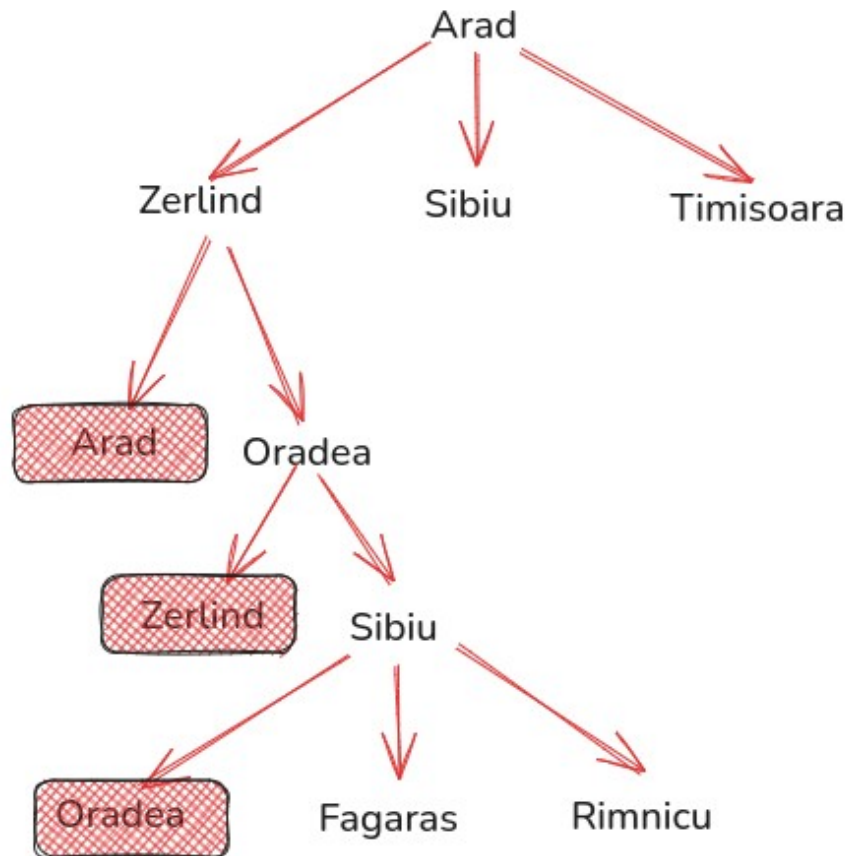 Arad
Zerlind Sibiu Timisoara
Arad Oradea
Zerlind Sibiu
Oradea Fagaras Rimnicu